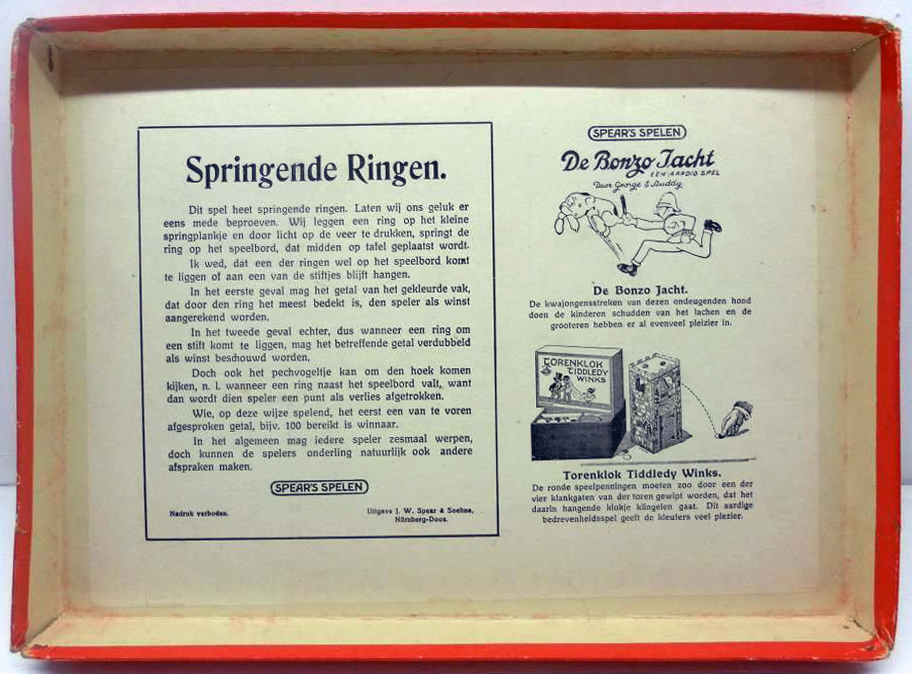 Springende Ringen.
Dit spel heet springende ringen. Laten wij ons geluk er
eens mede beproeven. Wij leggen een ring op het kleine
springplankje en door licht op de veer te drukken, springt de
ring op het speelbord, dat midden op tafel geplaatst wordt.
Ik wed, dat een der ringen wel op het speelbord komt
te liggen of aan een van de stiftjes blijft hangen.
In het eerste geval mag het getal van het gekleurde vak,
dat door den ring het meest bedekt is, den speler als winst
aangerekend worden.
In het tweede geval echter, dus wanneer een ring om
een stift komt te liggen, mag het betreffende getal verdubbeld
als winst beschouwd worden.
Doch ook het pechvogeltje kan om den hoek komen
kijken, n. l. wanneer een ring naast het speelbord valt, want
dan wordt dien speler een punt als verlies afgetrokken.
Wie, op deze wijze spelend, het eerst een van te voren
afgesproken getal, bijv. 100 bereikt is winnaar.
In het algemeen mag iedere speler zesmaal werpen,
doch kunnen de spelers onderling natuurlijk ook andere
afspraken maken.
SPEAR'S SPELEN
Nadruk verboden.
Uitgave J. W. Spear & Soehne,
Nürnberg-Doos.
SPEAR'S SPELEN
De Bonzo Jacht
EEN AARDIG SPEL
Door George E Studdy
De Bonzo Jacht.
De kwajongensstreken van dezen ondeugenden hond
doen de kinderen schudden van het lachen en de
grooteren hebben er al evenveel pleizier in.
TORENKLOK
TIDDLEDY
WINKS
Torenklok Tiddledy Winks.
De ronde speelpenningen moeten zoo door een der
vier klankgaten van der toren gewipt worden, dat het
daarin hangende klokje klingelen gaat. Dit aardige
bedrevenheidsspel geeft de kleuters veel plezier.